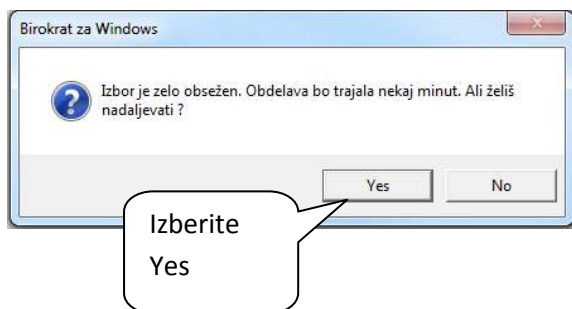 Birokrat za Windows
Izbor je zelo obsežen. Obdelava bo trajala nekaj minut. Ali želiš
nadaljevati ?
Yes
No
Izberite
Yes